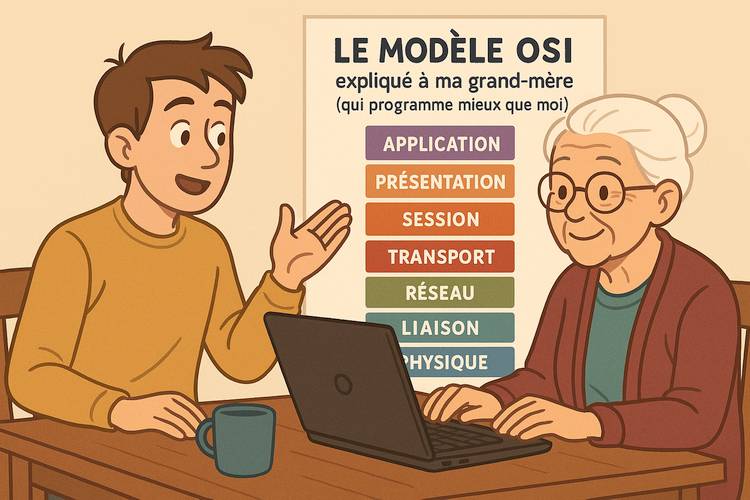 LE MODÈLE OSI
expliqué à ma grand-mère
(qui programme mieux que moi)
APPLICATION
PRÉSENTATION
SESSION
TRANSPORT
RÉSEAU
LIAISON
PHYSIQUE